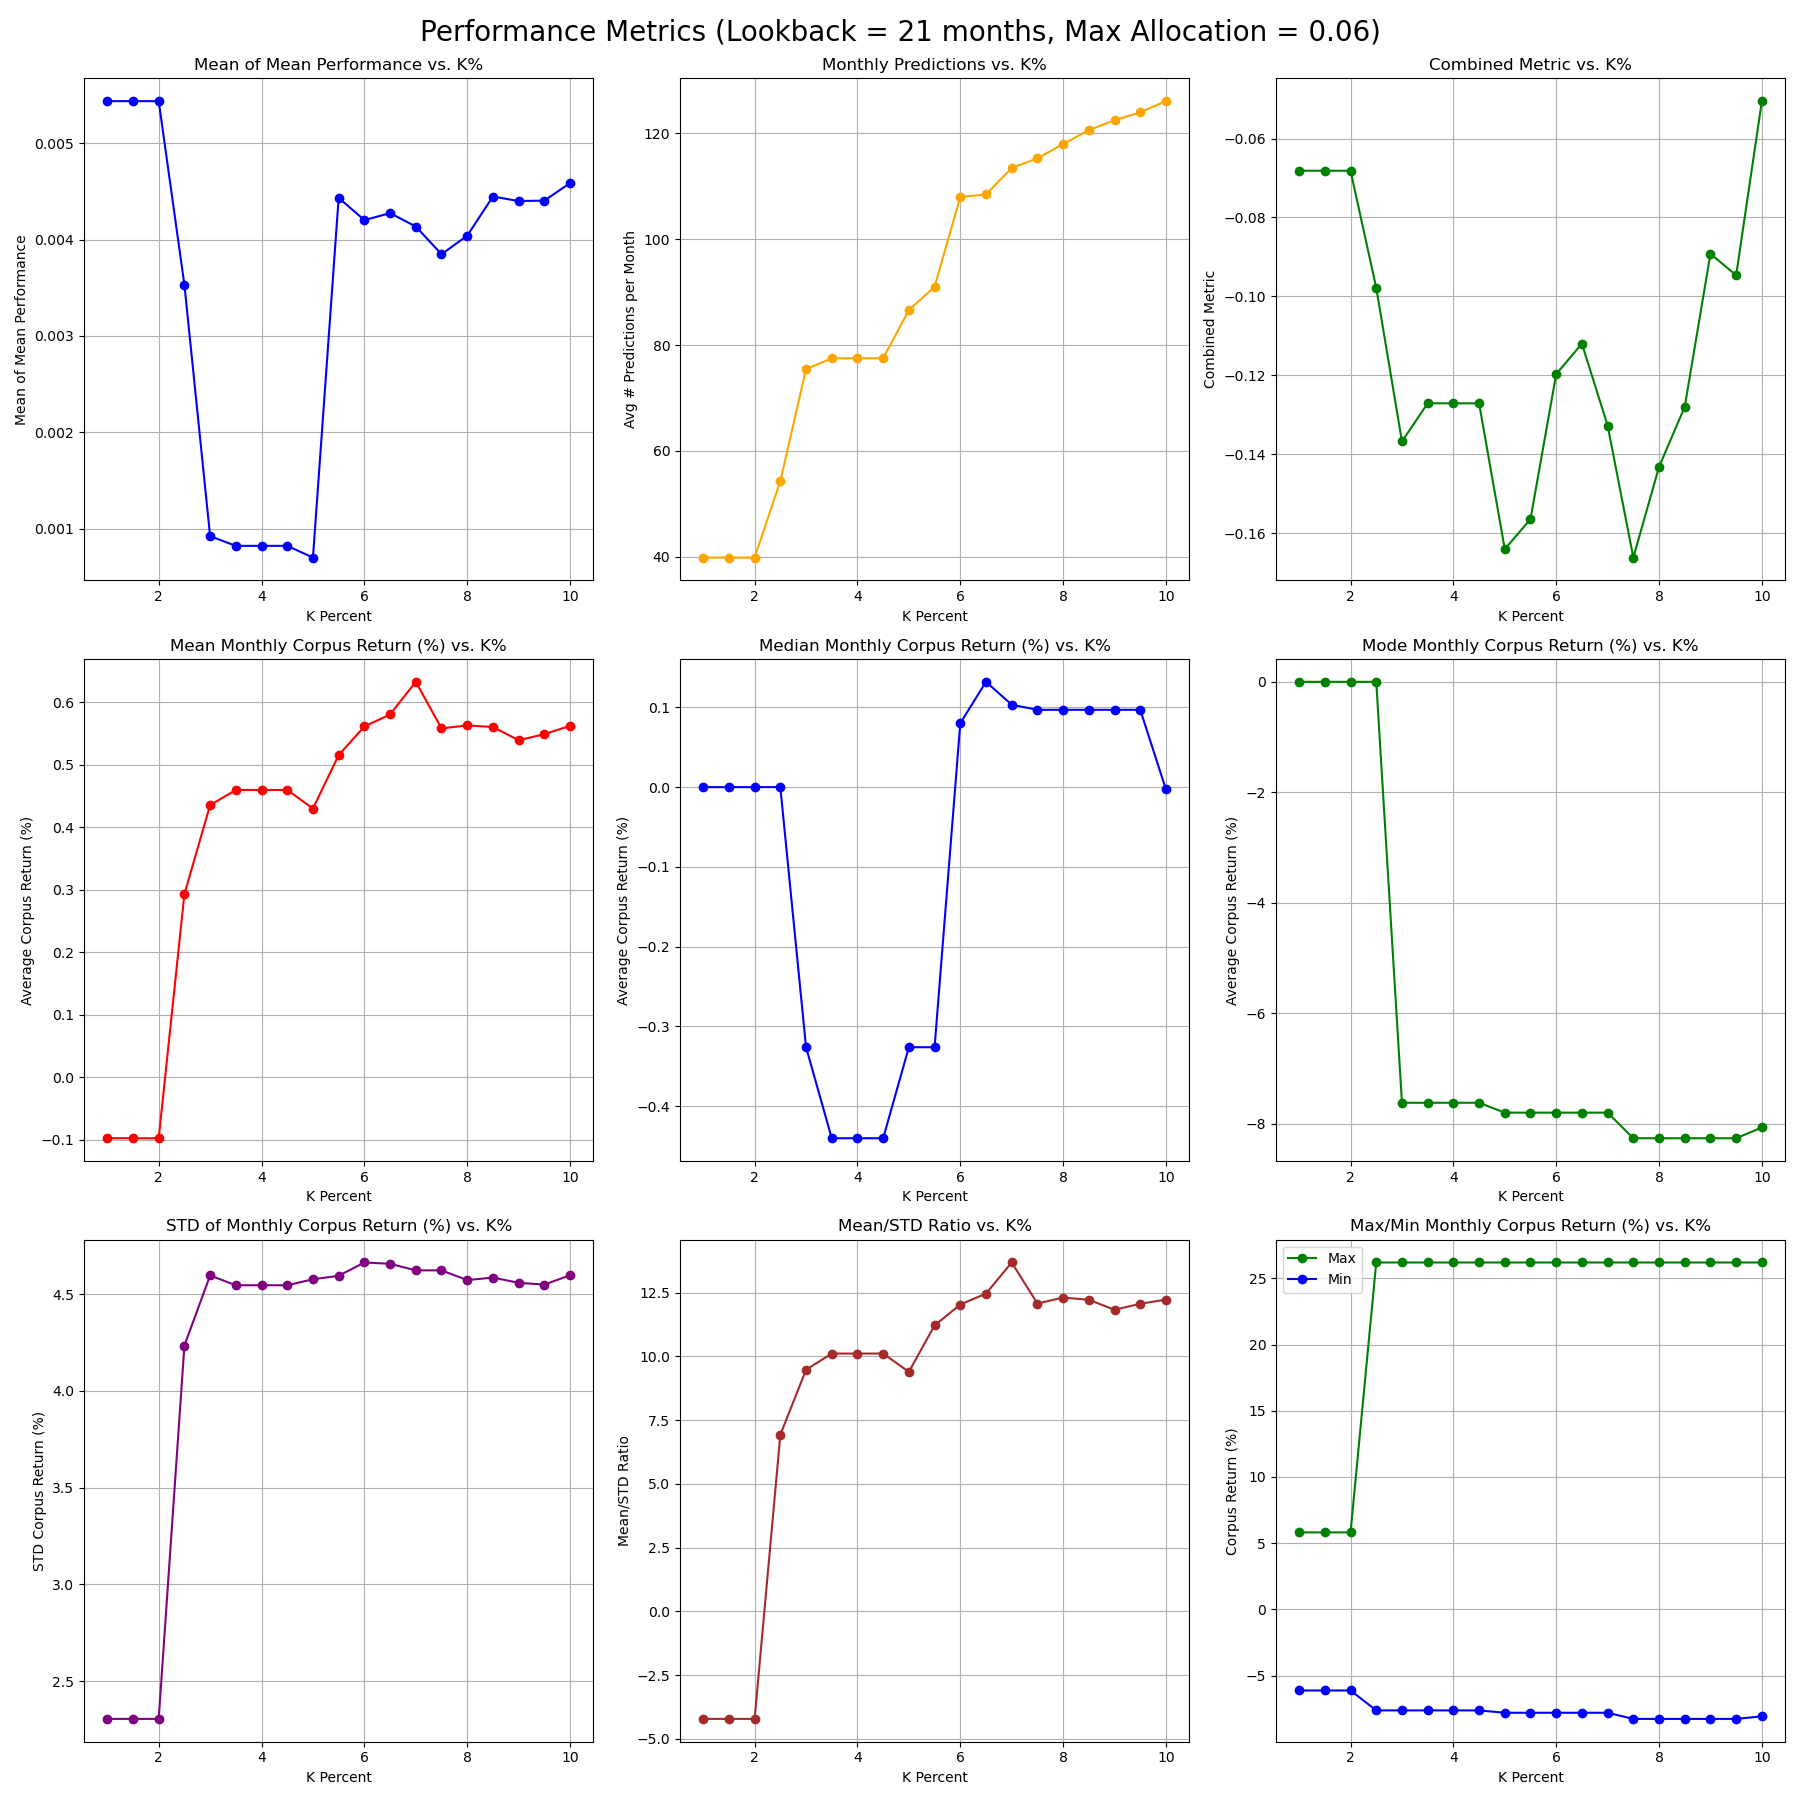 Performance Metrics (Lookback = 21 months, Max Allocation = 0.06)
Mean of Mean Performance vs. K%
Mean of Mean Performance
0.005
0.004
0.003
0.002
0.001
2 4 6 8 10
K Percent
Monthly Predictions vs. K%
Avg # Predictions per Month
120
100
80
60
40
2 4 6 8 10
K Percent
Combined Metric vs. K%
Combined Metric
−0.06
−0.08
−0.10
−0.12
−0.14
−0.16
2 4 6 8 10
K Percent
Mean Monthly Corpus Return (%) vs. K%
Average Corpus Return (%)
0.6
0.5
0.4
0.3
0.2
0.1
0.0
−0.1
2 4 6 8 10
K Percent
Median Monthly Corpus Return (%) vs. K%
Average Corpus Return (%)
0.1
0.0
−0.1
−0.2
−0.3
−0.4
2 4 6 8 10
K Percent
Mode Monthly Corpus Return (%) vs. K%
Average Corpus Return (%)
0
−2
−4
−6
−8
2 4 6 8 10
K Percent
STD of Monthly Corpus Return (%) vs. K%
STD Corpus Return (%)
4.5
4.0
3.5
3.0
2.5
2 4 6 8 10
K Percent
Mean/STD Ratio vs. K%
Mean/STD Ratio
12.5
10.0
7.5
5.0
2.5
0.0
−2.5
−5.0
2 4 6 8 10
K Percent
Max/Min Monthly Corpus Return (%) vs. K%
Max
Min
Corpus Return (%)
25
20
15
10
5
0
−5
2 4 6 8 10
K Percent